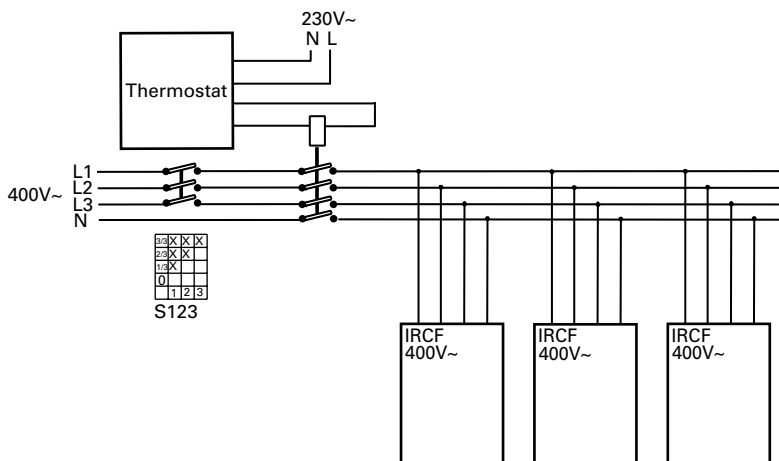 230V~
N L
Thermostat
L1
400V~
L2
L3
N
3/3 X X X
2/3 X X
1/3 X
0
1 2 3
S123
IRCF
400V~
IRCF
400V~
IRCF
400V~